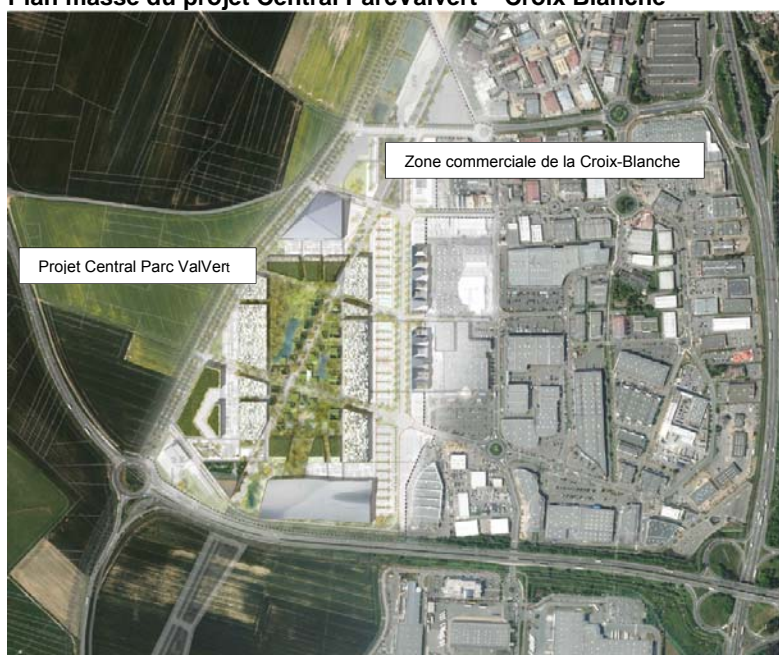 Plan masse du projet Central ParcValvert – Croix-Blanche
Zone commerciale de la Croix-Blanche
Projet Central Parc ValVert